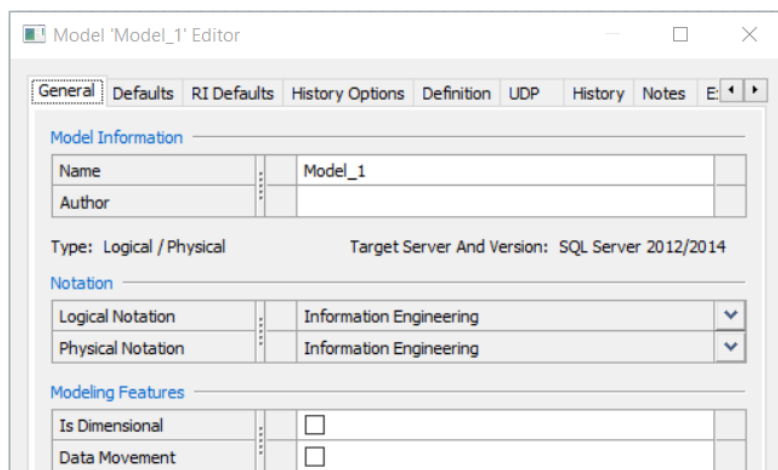 Model 'Model_1' Editor
General Defaults RI Defaults History Options Definition UDP History Notes E
Model Information
Name Model_1
Author
Type: Logical / Physical Target Server And Version: SQL Server 2012/2014
Notation
Logical Notation Information Engineering
Physical Notation Information Engineering
Modeling Features
Is Dimensional
Data Movement